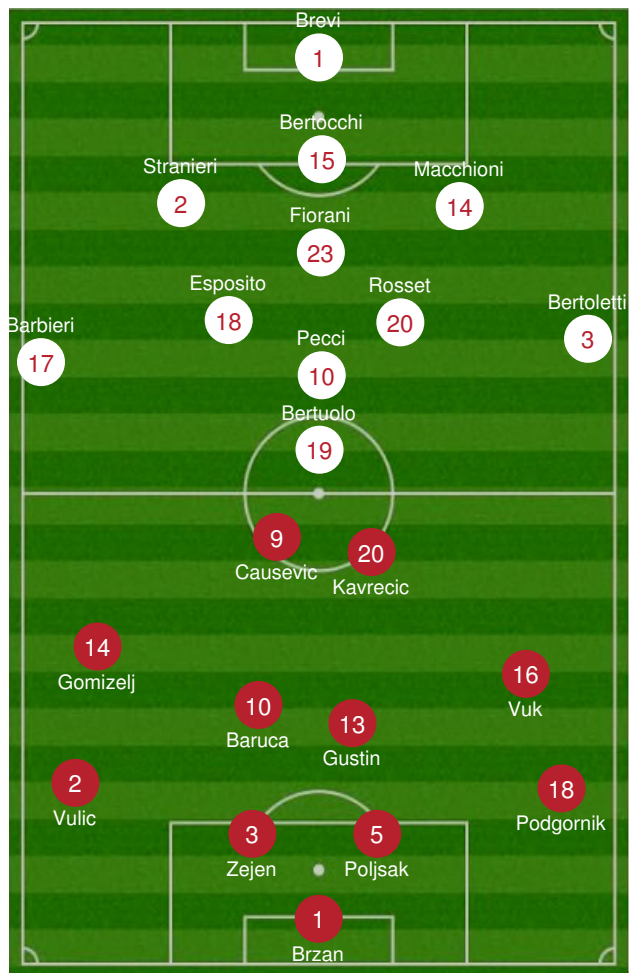 Brevi
1
Bertocchi
15
Stranieri
2
Macchioni
14
Fiorani
23
Esposito
18
Rosset
20
Bertoletti
3
Barbieri
17
Pecci
10
Bertuolo
19
9
Causevic
20
Kavrecic
14
Gomizelj
16
Vuk
10
Baruca
13
Gustin
2
Vulic
18
Podgornik
3
Zejen
5
Poljsak
1
Brzan